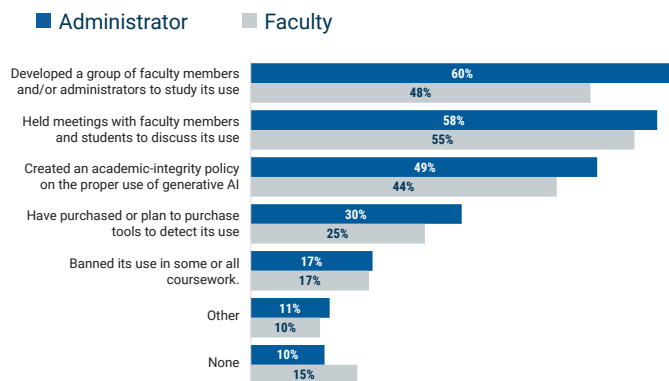 Administrator Faculty
Developed a group of faculty members
and/or administrators to study its use
60%
48%
Held meetings with faculty members
and students to discuss its use
58%
55%
Created an academic-integrity policy
on the proper use of generative AI
49%
44%
Have purchased or plan to purchase
tools to detect its use
30%
25%
Banned its use in some or all
coursework.
17%
17%
Other
11%
10%
None
10%
15%